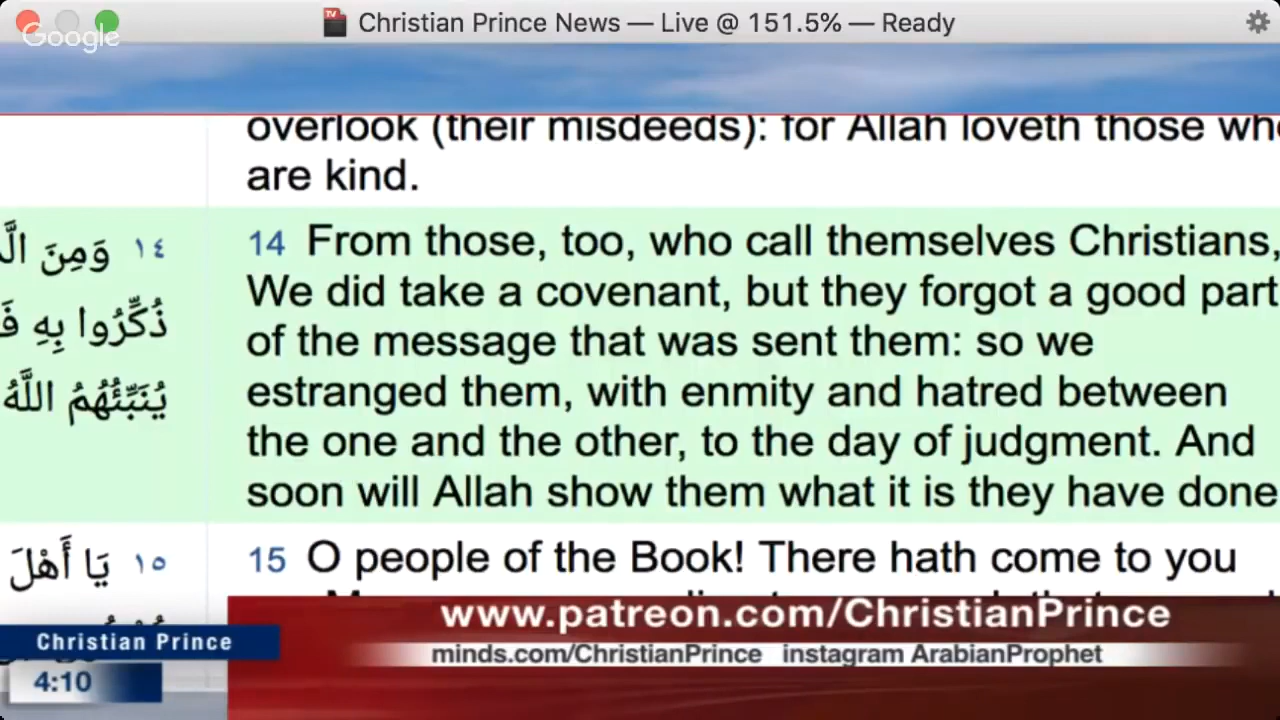 Christian Prince News — Live @ 151.5% — Ready
Google
overlook (their misdeeds): for Allah loveth those
are kind.
١٤ وَمِنَ
14 From those, too, who call themselves Christians,
ذُكِّرُوا بِهِ
We did take a covenant, but they forgot a good part
of the message that was sent them: so we
يُنَبِّئُهُمُ اللَّهُ
estranged them, with enmity and hatred between
the one and the other, to the day of judgment. And
soon will Allah show them what it is they have done
١٥ يَا أَهْلَ
15 O people of the Book! There hath come to you
www.patreon.com/ChristianPrince
Christian Prince
minds.com/ChristianPrince instagram ArabianProphet
4:10